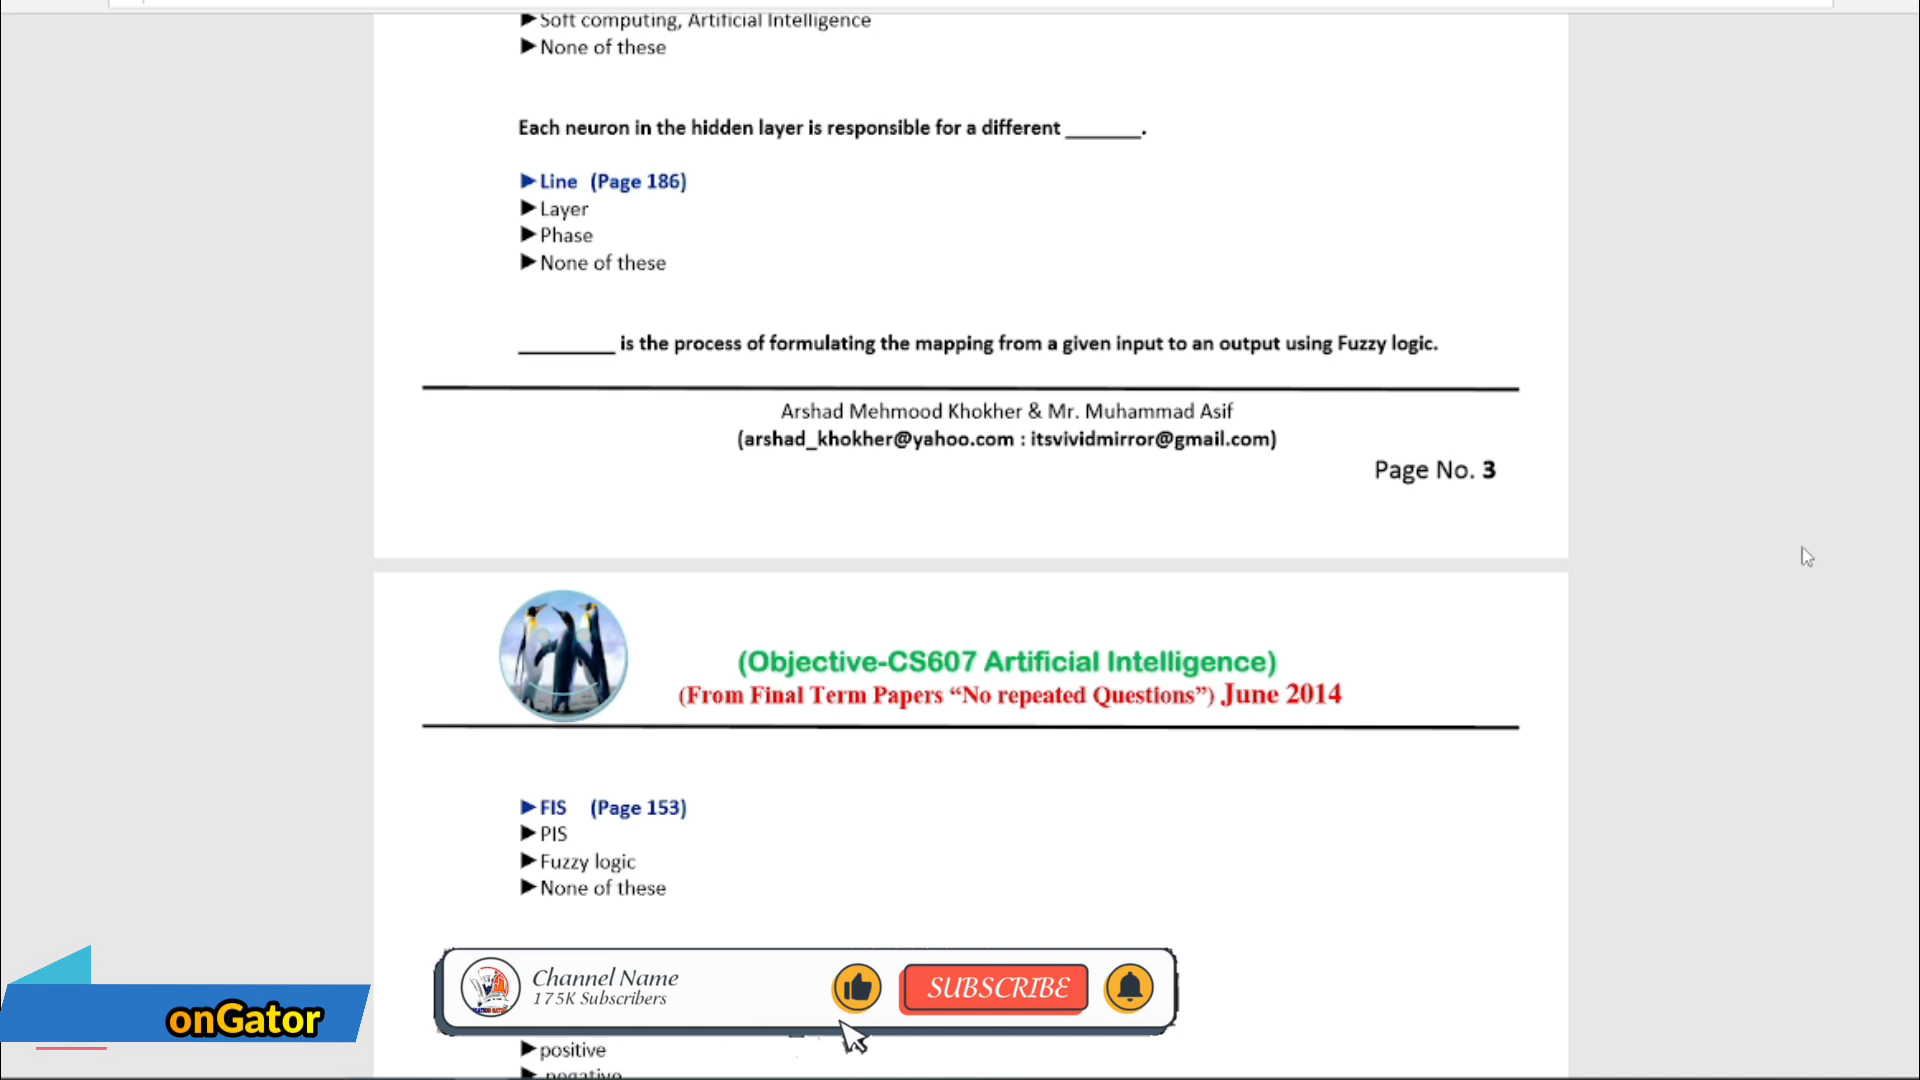 ►Soft computing, Artificial Intelligence
►None of these
Each neuron in the hidden layer is responsible for a different _______.
►Line (Page 186)
►Layer
►Phase
►None of these
_________ is the process of formulating the mapping from a given input to an output using Fuzzy logic.
Arshad Mehmood Khokher & Mr. Muhammad Asif
(arshad_khokher@yahoo.com : itsvividmirror@gmail.com)
Page No. 3
(Objective-CS607 Artificial Intelligence)
(From Final Term Papers “No repeated Questions”) June 2014
►FIS (Page 153)
►PIS
►Fuzzy logic
►None of these
Channel Name
175K Subscribers
SUBSCRIBE
onGator
►positive
►negative